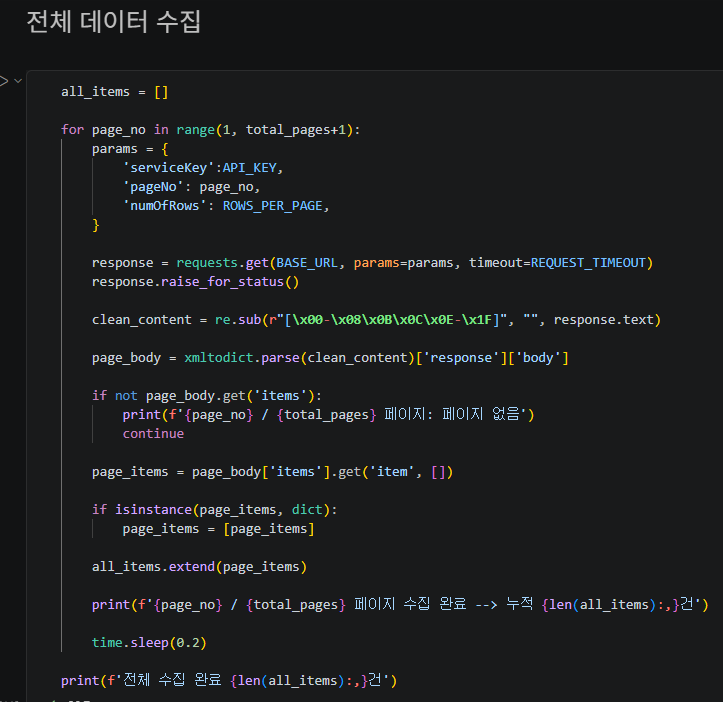 전체 데이터 수집
all_items = []
for page_no in range(1, total_pages+1):
    params = {
        'serviceKey':API_KEY,
        'pageNo': page_no,
        'numOfRows': ROWS_PER_PAGE,
    }
    response = requests.get(BASE_URL, params=params, timeout=REQUEST_TIMEOUT)
    response.raise_for_status()
    clean_content = re.sub(r"[\x00-\x08\x0B\x0C\x0E-\x1F]", "", response.text)
    page_body = xmltodict.parse(clean_content)['response']['body']
    if not page_body.get('items'):
        print(f'{page_no} / {total_pages} 페이지: 페이지 없음')
        continue
    page_items = page_body['items'].get('item', [])
    if isinstance(page_items, dict):
        page_items = [page_items]
    all_items.extend(page_items)
    print(f'{page_no} / {total_pages} 페이지 수집 완료 --> 누적 {len(all_items):,}건')
    time.sleep(0.2)
print(f'전체 수집 완료 {len(all_items):,}건')